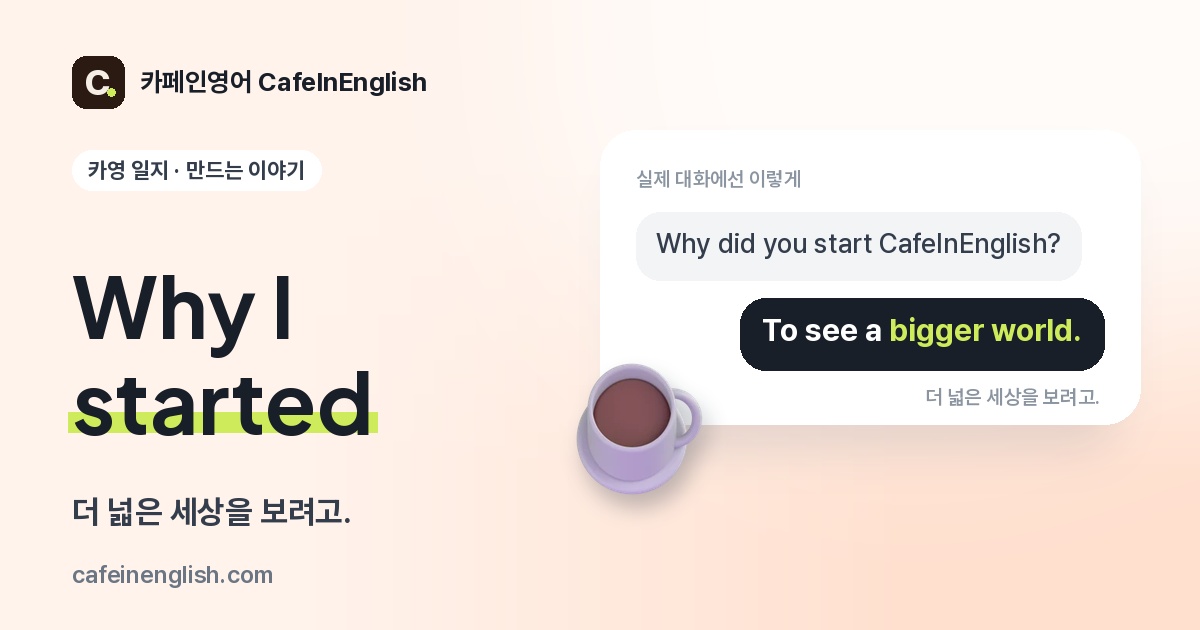 C
카페인영어 CafeInEnglish
카영 일지 · 만드는 이야기
Why I
started
더 넓은 세상을 보려고.
cafeinenglish.com
실제 대화에선 이렇게
Why did you start CafeInEnglish?
To see a bigger world.
더 넓은 세상을 보려고.